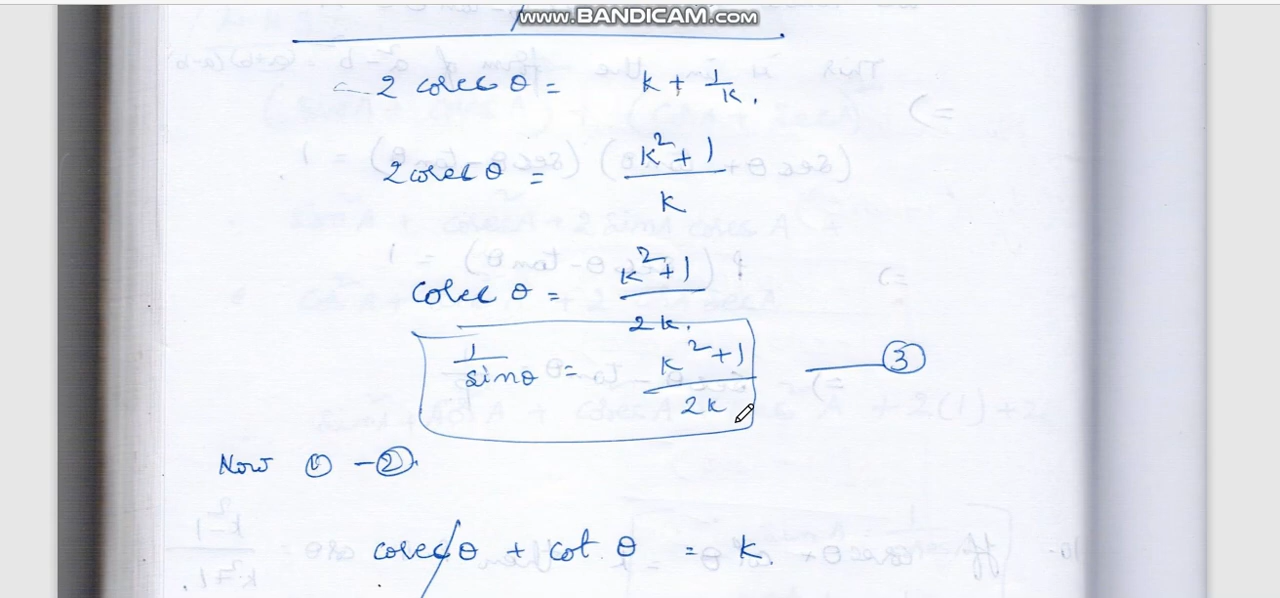 www.BANDICAM.com
2 cosec θ = k + 1/k.
2 cosec θ = k²+1/k
cosec θ = k²+1/2k.
1/sinθ = k²+1/2k ③
Now ① - ②.
cosec θ + cot θ = k.